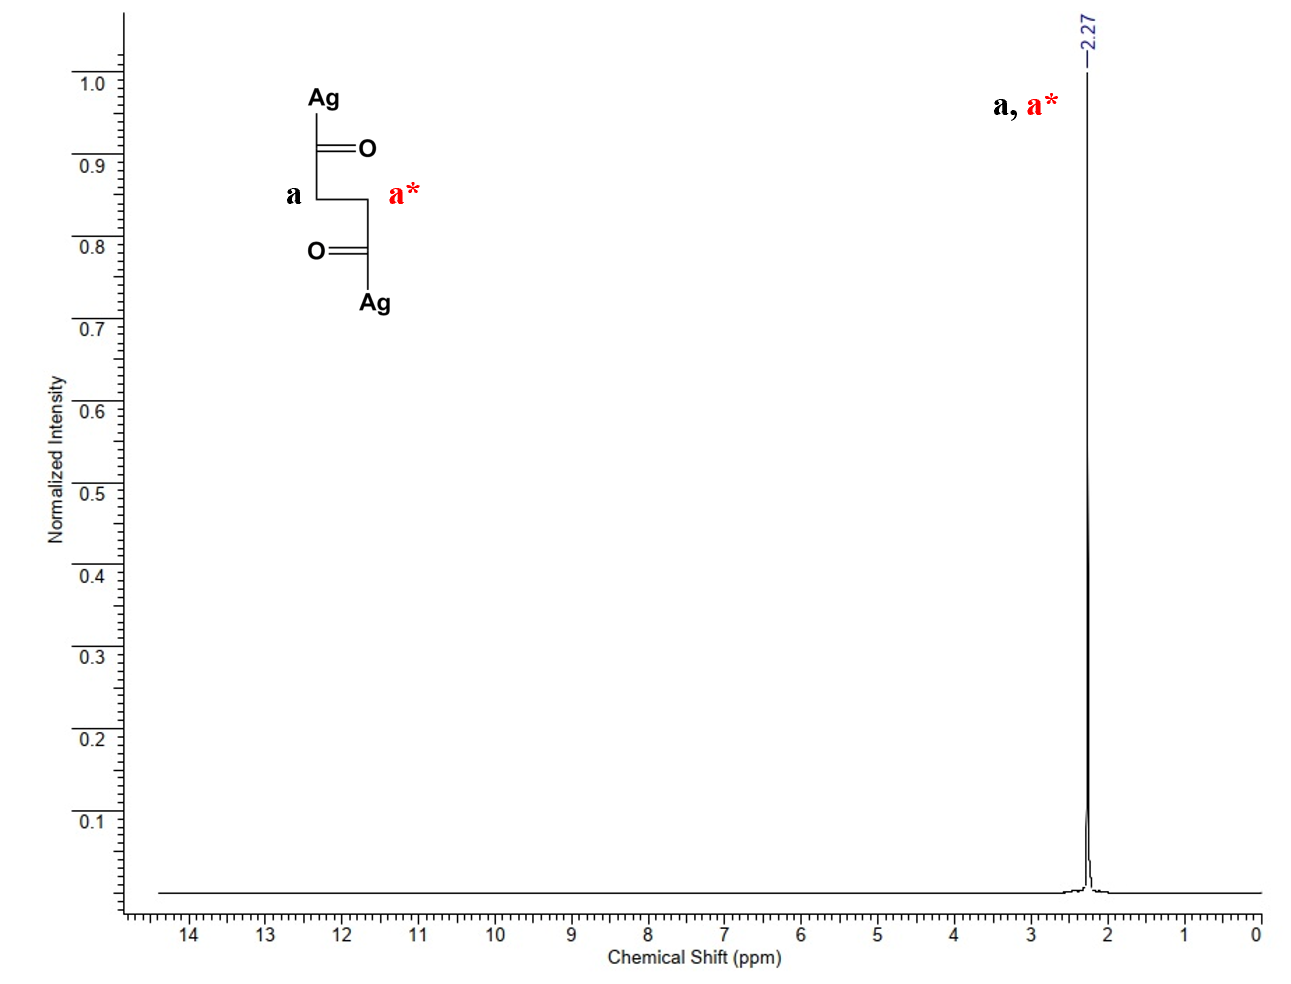 2.27
a, a*
Ag
O
a a*
O
Ag
Normalized Intensity
1.0
0.9
0.8
0.7
0.6
0.5
0.4
0.3
0.2
0.1
14 13 12 11 10 9 8 7 6 5 4 3 2 1 0
Chemical Shift (ppm)